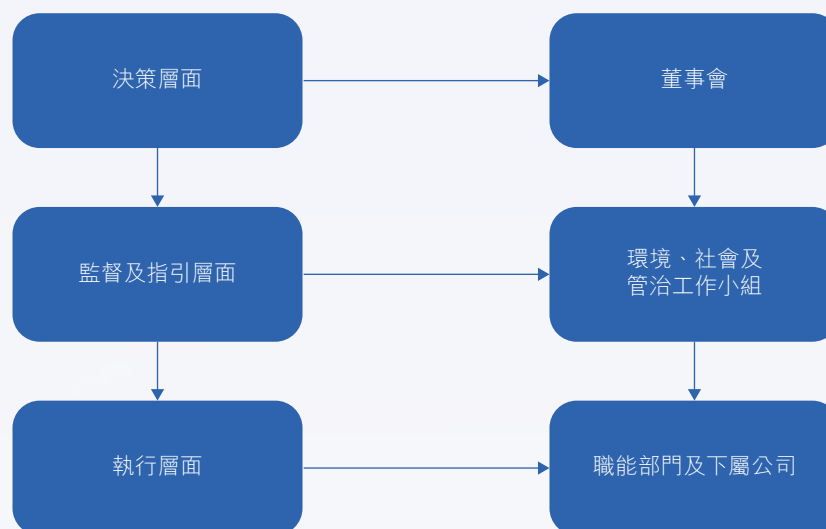 決策層面
董事會
監督及指引層面
環境、社會及
管治工作小組
執行層面
職能部門及下屬公司